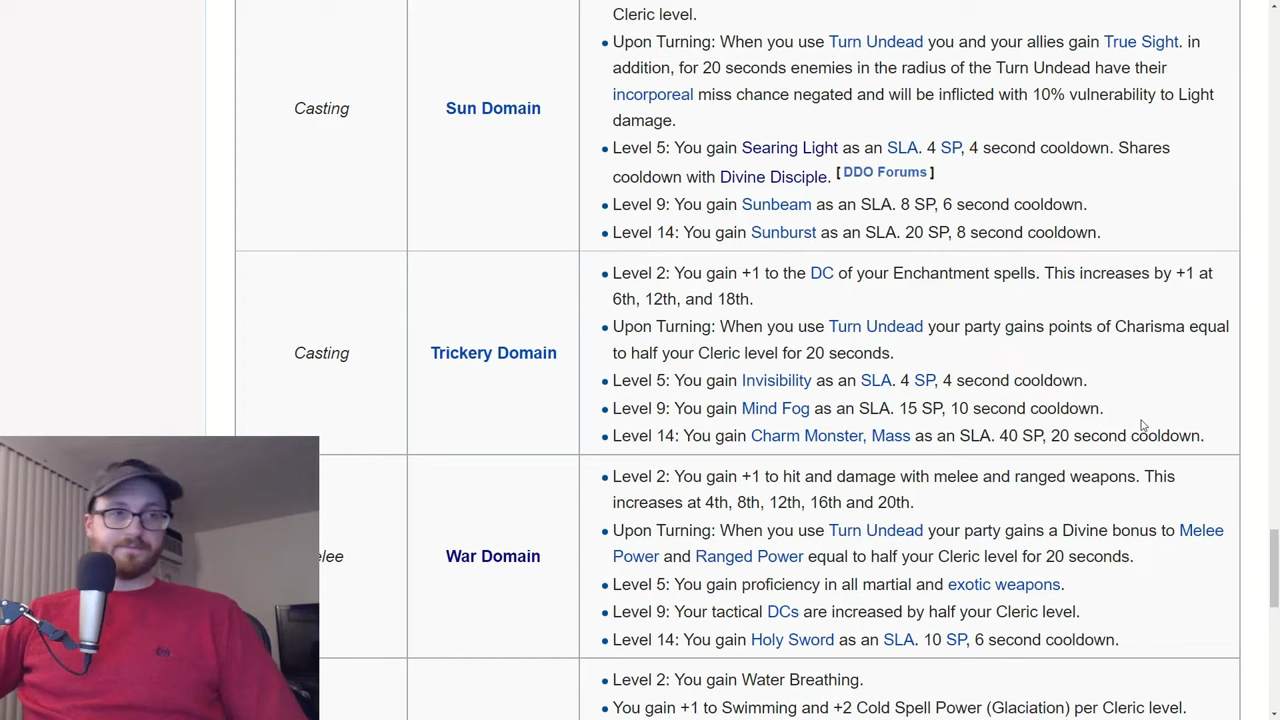 Cleric level.
Upon Turning: When you use Turn Undead you and your allies gain True Sight. in
addition, for 20 seconds enemies in the radius of the Turn Undead have their
incorporeal miss chance negated and will be inflicted with 10% vulnerability to Light
damage.
Casting
Sun Domain
Level 5: You gain Searing Light as an SLA. 4 SP, 4 second cooldown. Shares
cooldown with Divine Disciple. [ DDO Forums ]
Level 9: You gain Sunbeam as an SLA. 8 SP, 6 second cooldown.
Level 14: You gain Sunburst as an SLA. 20 SP, 8 second cooldown.
Level 2: You gain +1 to the DC of your Enchantment spells. This increases by +1 at
6th, 12th, and 18th.
Upon Turning: When you use Turn Undead your party gains points of Charisma equal
to half your Cleric level for 20 seconds.
Casting
Trickery Domain
Level 5: You gain Invisibility as an SLA. 4 SP, 4 second cooldown.
Level 9: You gain Mind Fog as an SLA. 15 SP, 10 second cooldown.
Level 14: You gain Charm Monster, Mass as an SLA. 40 SP, 20 second cooldown.
Level 2: You gain +1 to hit and damage with melee and ranged weapons. This
increases at 4th, 8th, 12th, 16th and 20th.
Upon Turning: When you use Turn Undead your party gains a Divine bonus to Melee
Power and Ranged Power equal to half your Cleric level for 20 seconds.
elee
War Domain
Level 5: You gain proficiency in all martial and exotic weapons.
Level 9: Your tactical DCs are increased by half your Cleric level.
Level 14: You gain Holy Sword as an SLA. 10 SP, 6 second cooldown.
Level 2: You gain Water Breathing.
You gain +1 to Swimming and +2 Cold Spell Power (Glaciation) per Cleric level.